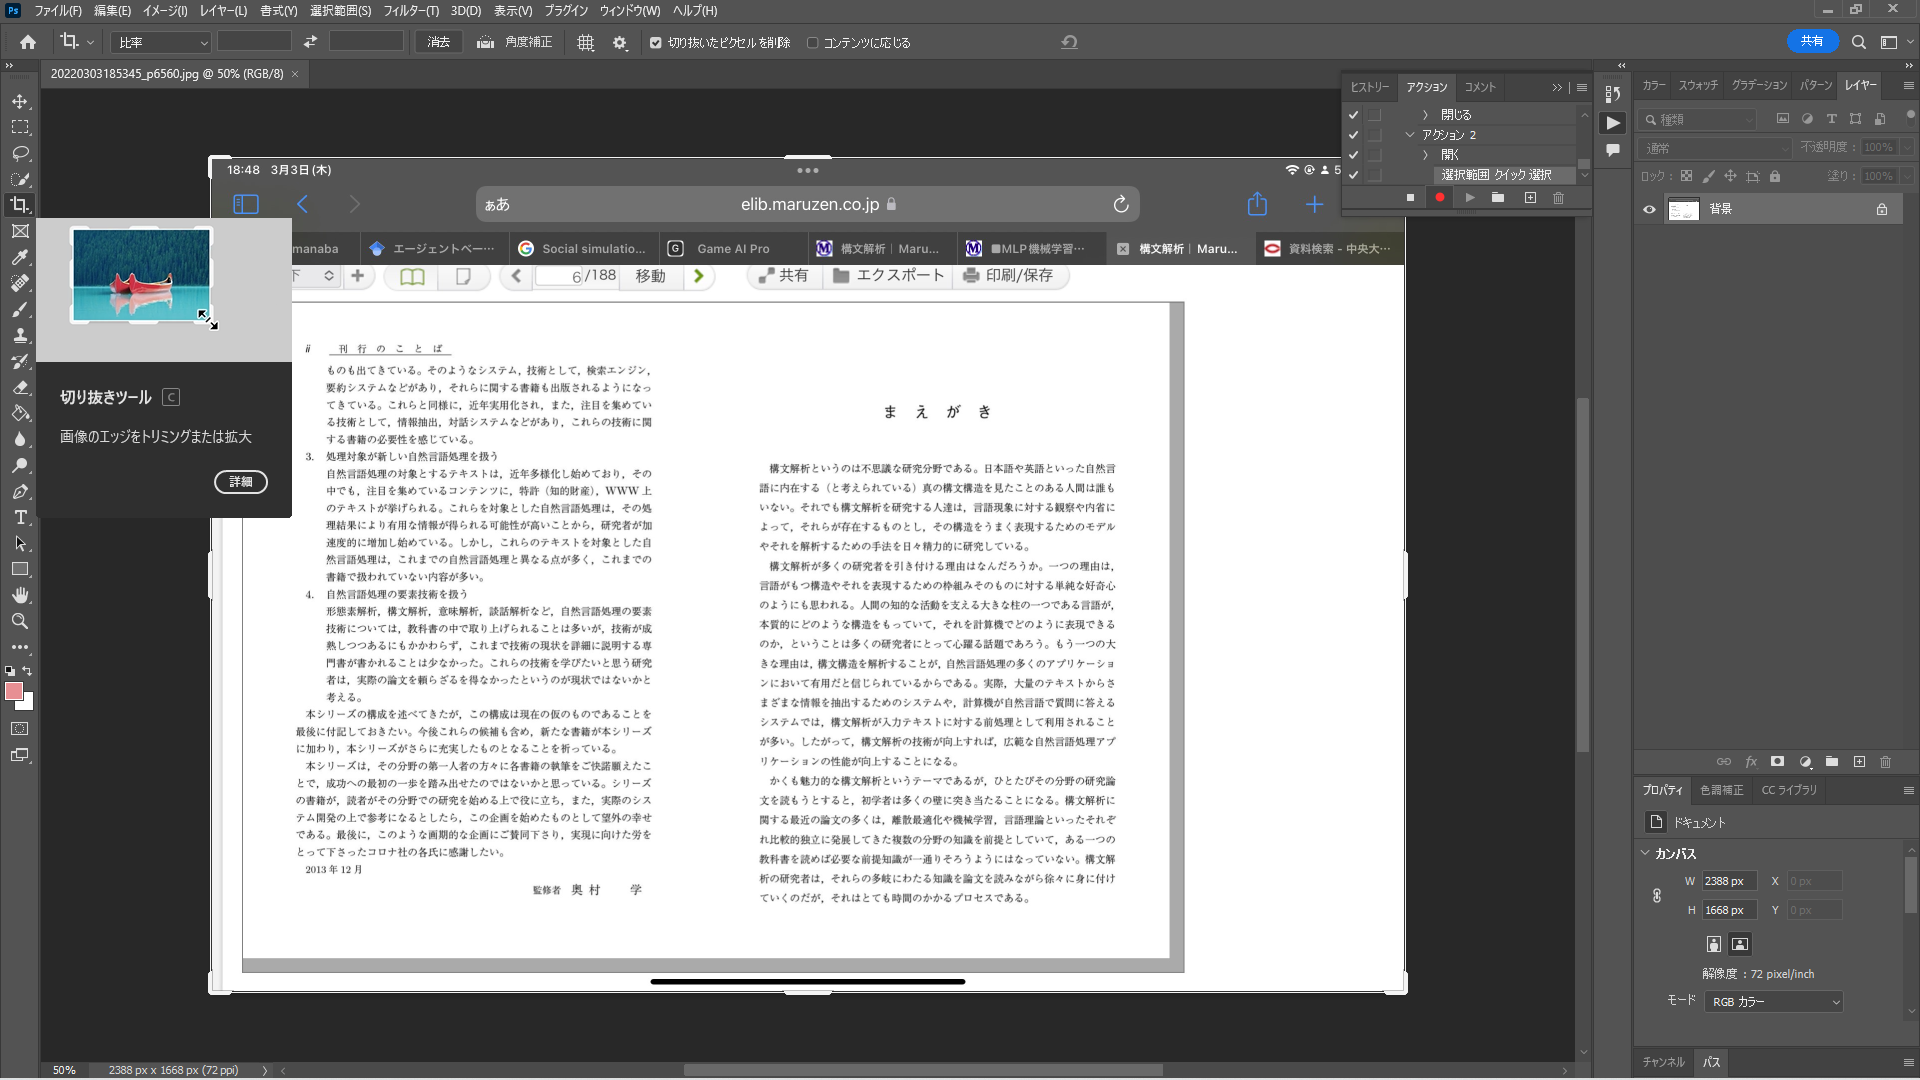 ファイル(F) 編集(E) イメージ(I) レイヤー(L) 書式(Y) 選択範囲(S) フィルター(T) 3D(D) 表示(V) プラグイン ウィンドウ(W) ヘルプ(H)
比率 消去 角度補正 切り抜いたピクセルを削除 コンテンツに応じる 共有
20220303185345_p6560.jpg @ 50% (RGB/8) ×
ヒストリー アクション コメント
閉じる
アクション 2
開く
選択範囲 クイック選択
カラー スウォッチ グラデーション パターン レイヤー
種類
通常 不透明度: 100%
ロック: 塗り: 100%
背景
18:48 3月3日(木)
ぁあ elib.maruzen.co.jp
manaba エージェントベー… Social simulatio… Game AI Pro 構文解析｜Maru… ■MLP機械学習… 構文解析｜Maru… 資料検索 - 中央大…
下 6 /188 移動 共有 エクスポート 印刷/保存
切り抜きツール C
画像のエッジをトリミングまたは拡大
詳細
ii 刊行のことば
ものも出てきている。そのようなシステム，技術として，検索エンジン，
要約システムなどがあり，それらに関する書籍も出版されるようになっ
てきている。これらと同様に，近年実用化され，また，注目を集めてい
る技術として，情報抽出，対話システムなどがあり，これらの技術に関
する書籍の必要性を感じている。
3. 処理対象が新しい自然言語処理を扱う
自然言語処理の対象とするテキストは，近年多様化し始めており，その
中でも，注目を集めているコンテンツに，特許（知的財産），WWW 上
のテキストが挙げられる。これらを対象とした自然言語処理は，その処
理結果により有用な情報が得られる可能性が高いことから，研究者が加
速度的に増加し始めている。しかし，これらのテキストを対象とした自
然言語処理は，これまでの自然言語処理と異なる点が多く，これまでの
書籍で扱われていない内容が多い。
4. 自然言語処理の要素技術を扱う
形態素解析，構文解析，意味解析，談話解析など，自然言語処理の要素
技術については，教科書の中で取り上げられることは多いが，技術が成
熟しつつあるにもかかわらず，これまで技術の現状を詳細に説明する専
門書が書かれることは少なかった。これらの技術を学びたいと思う研究
者は，実際の論文を頼らざるを得なかったというのが現状ではないかと
考える。
本シリーズの構成を述べてきたが，この構成は現在の仮のものであることを
最後に付記しておきたい。今後これらの候補も含め，新たな書籍が本シリーズ
に加わり，本シリーズがさらに充実したものとなることを祈っている。
本シリーズは，その分野の第一人者の方々に各書籍の執筆をご快諾願えたこ
とで，成功への最初の一歩を踏み出せたのではないかと思っている。シリーズ
の書籍が，読者がその分野での研究を始める上で役に立ち，また，実際のシス
テム開発の上で参考になるとしたら，この企画を始めたものとして望外の幸せ
である。最後に，このような画期的な企画にご賛同下さり，実現に向けた労を
とって下さったコロナ社の各氏に感謝したい。
2013 年 12 月
監修者 奥村 学
まえがき
構文解析というのは不思議な研究分野である。日本語や英語といった自然言
語に内在する（と考えられている）真の構文構造を見たことのある人間は誰も
いない。それでも構文解析を研究する人達は，言語現象に対する観察や内省に
よって，それらが存在するものとし，その構造をうまく表現するためのモデル
やそれを解析するための手法を日々精力的に研究している。
構文解析が多くの研究者を引き付ける理由はなんだろうか。一つの理由は，
言語がもつ構造やそれを表現するための枠組みそのものに対する単純な好奇心
のようにも思われる。人間の知的な活動を支える大きな柱の一つである言語が，
本質的にどのような構造をもっていて，それを計算機でどのように表現できる
のか，ということは多くの研究者にとって心躍る話題であろう。もう一つの大
きな理由は，構文構造を解析することが，自然言語処理の多くのアプリケーショ
ンにおいて有用だと信じられているからである。実際，大量のテキストからさ
まざまな情報を抽出するためのシステムや，計算機が自然言語で質問に答える
システムでは，構文解析が入力テキストに対する前処理として利用されること
が多い。したがって，構文解析の技術が向上すれば，広範な自然言語処理アプ
リケーションの性能が向上することになる。
かくも魅力的な構文解析というテーマであるが，ひとたびその分野の研究論
文を読もうとすると，初学者は多くの壁に突き当たることになる。構文解析に
関する最近の論文の多くは，離散最適化や機械学習，言語理論といったそれぞ
れ比較的独立に発展してきた複数の分野の知識を前提としていて，ある一つの
教科書を読めば必要な前提知識が一通りそろうようにはなっていない。構文解
析の研究者は，それらの多岐にわたる知識を論文を読みながら徐々に身に付け
ていくのだが，それはとても時間のかかるプロセスである。
プロパティ 色調補正 CC ライブラリ
ドキュメント
カンバス
W 2388 px X 0 px
H 1668 px Y 0 px
解像度：72 pixel/inch
モード RGB カラー
チャンネル パス
50% 2388 px x 1668 px (72 ppi)